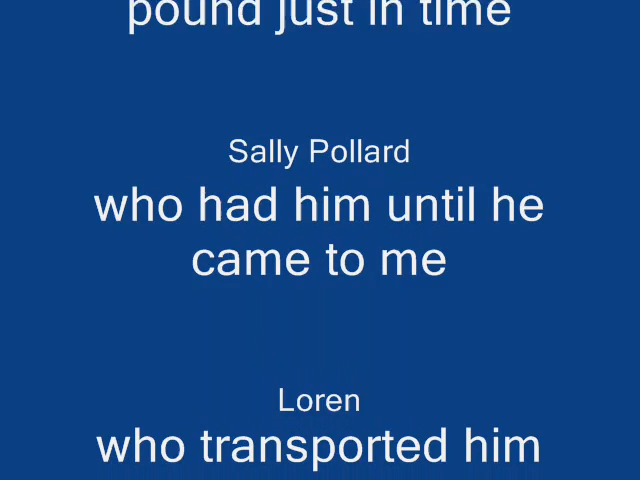 pound just in time
Sally Pollard
who had him until he
came to me
Loren
who transported him